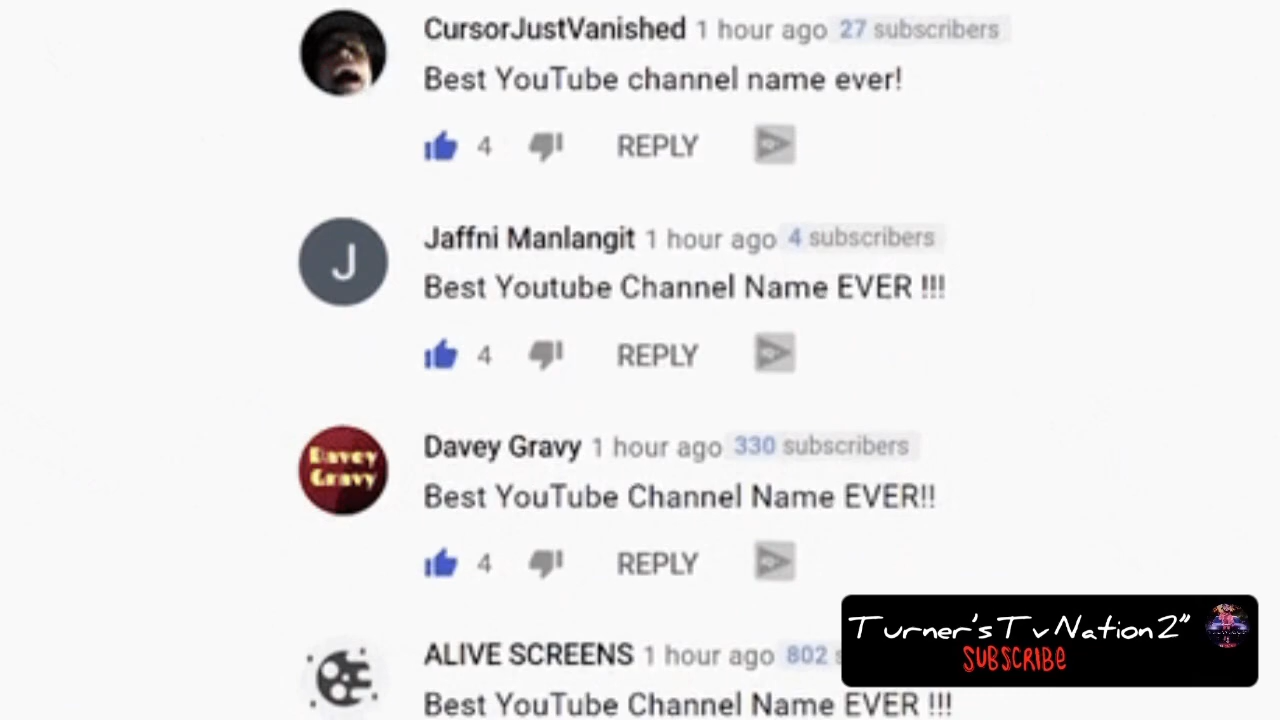 CursorJustVanished 1 hour ago 27 subscribers
Best YouTube channel name ever!
4 REPLY
J
Jaffni Manlangit 1 hour ago 4 subscribers
Best Youtube Channel Name EVER !!!
4 REPLY
Davey Gravy
Davey Gravy 1 hour ago 330 subscribers
Best YouTube Channel Name EVER!!
4 REPLY
ALIVE SCREENS 1 hour ago 802 s
Best YouTube Channel Name EVER !!!
Turner's Tv Nation 2"
SUBSCRIBE